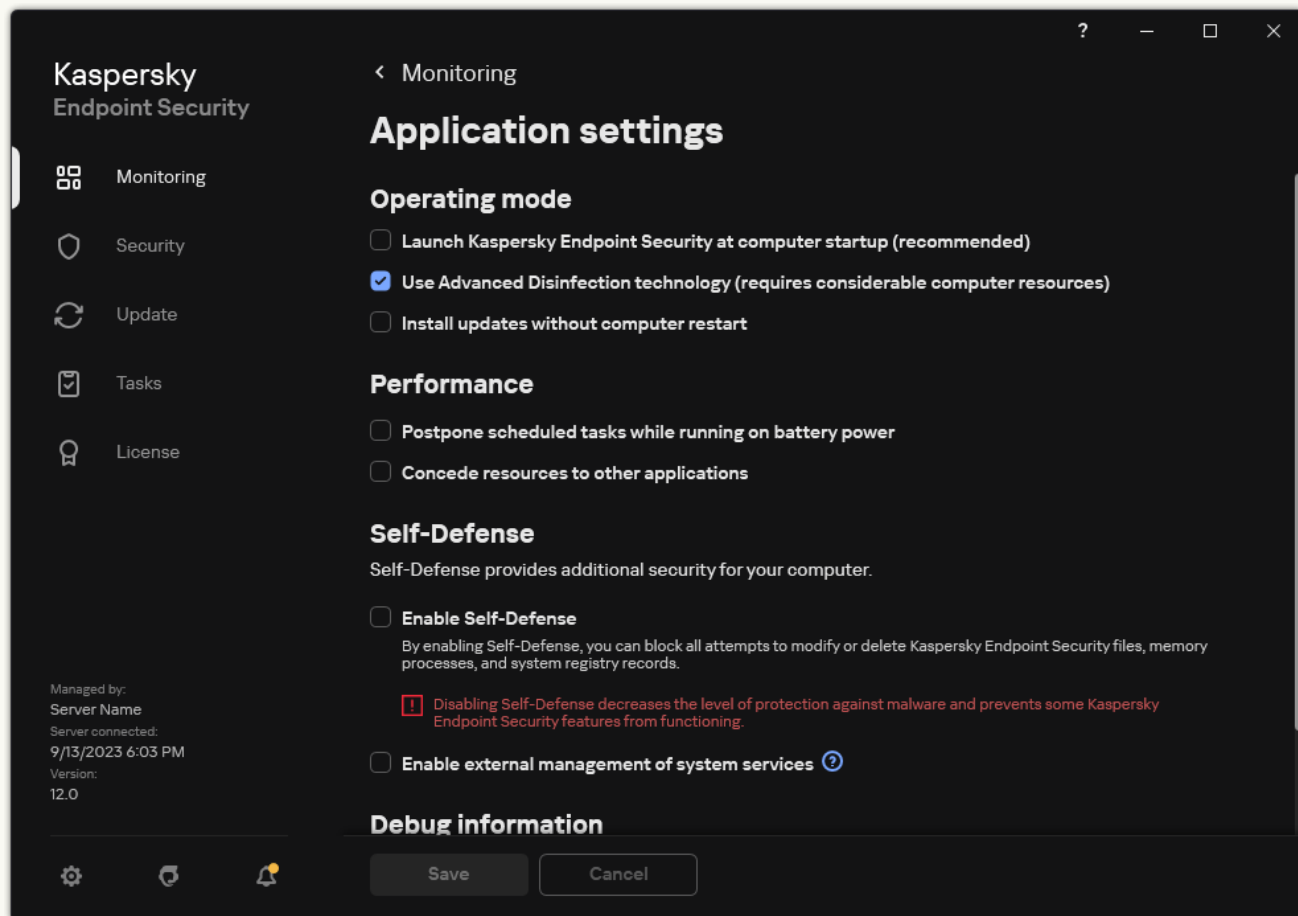 ?
Kaspersky
Endpoint Security
Monitoring
Security
Update
Tasks
License
Managed by:
Server Name
Server connected:
9/13/2023 6:03 PM
Version:
12.0
Monitoring
Application settings
Operating mode
Launch Kaspersky Endpoint Security at computer startup (recommended)
Use Advanced Disinfection technology (requires considerable computer resources)
Install updates without computer restart
Performance
Postpone scheduled tasks while running on battery power
Concede resources to other applications
Self-Defense
Self-Defense provides additional security for your computer.
Enable Self-Defense
By enabling Self-Defense, you can block all attempts to modify or delete Kaspersky Endpoint Security files, memory
processes, and system registry records.
Disabling Self-Defense decreases the level of protection against malware and prevents some Kaspersky
Endpoint Security features from functioning.
Enable external management of system services ?
Debug information
Save
Cancel